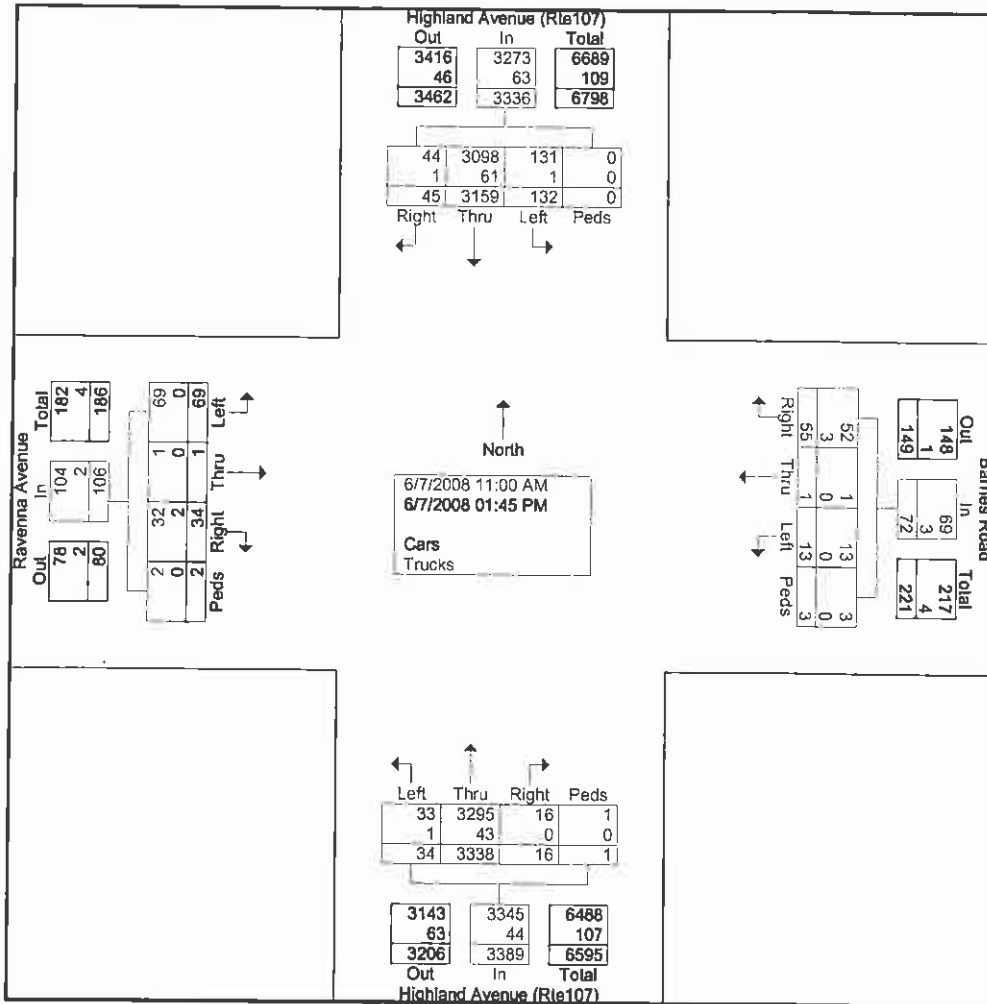 Highland Avenue (Rte107)
Out In Total
3416 3273 6689
46 63 109
3462 3336 6798
44 3098 131 0
1 61 1 0
45 3159 132 0
Right Thru Left Peds
Ravenna Avenue
Total In Out
182 104 78
4 2 2
186 106 80
69 1 32 2
0 0 2 0
69 1 34 2
Left Thru Right Peds
North
6/7/2008 11:00 AM
6/7/2008 01:45 PM
Cars
Trucks
Barnes Road
Out In Total
148 69 217
1 3 4
149 72 221
52 1 13 3
3 0 0 0
55 1 13 3
Right Thru Left Peds
Left Thru Right Peds
33 3295 16 1
1 43 0 0
34 3338 16 1
3143 3345 6488
63 44 107
3206 3389 6595
Out In Total
Highland Avenue (Rte107)